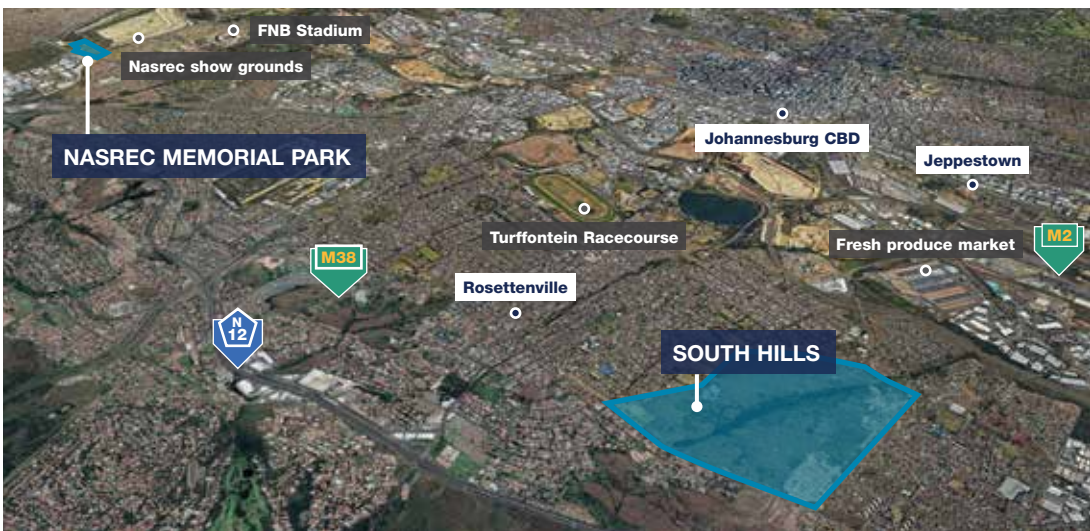 FNB Stadium
Nasrec show grounds
NASREC MEMORIAL PARK
Johannesburg CBD
Jeppestown
Turffontein Racecourse
Fresh produce market
M2
M38
Rosettenville
N
12
SOUTH HILLS